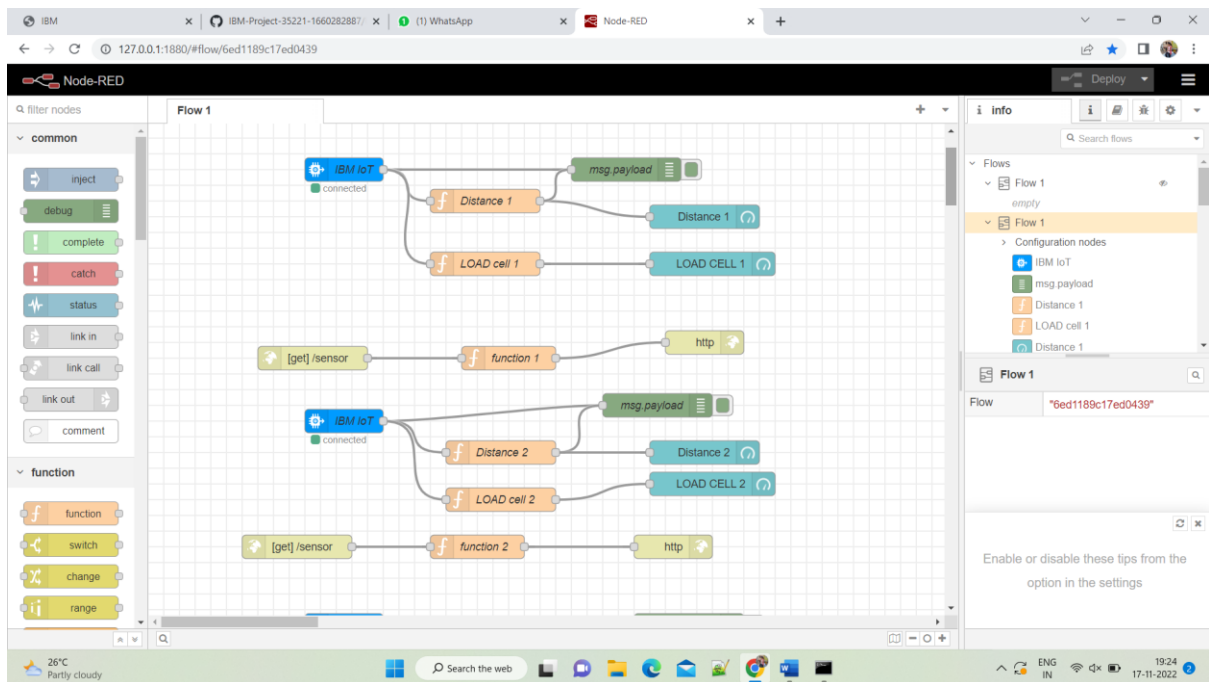 IBM
IBM-Project-35221-1660282887/
(1) WhatsApp
Node-RED
127.0.0.1:1880/#flow/6ed1189c17ed0439
Node-RED
Deploy
filter nodes
common
inject
debug
complete
catch
status
link in
link call
link out
comment
function
function
switch
change
range
Flow 1
IBM IoT
connected
msg.payload
Distance 1
Distance 1
LOAD cell 1
LOAD CELL 1
[get] /sensor
function 1
http
IBM IoT
connected
msg.payload
Distance 2
Distance 2
LOAD cell 2
LOAD CELL 2
[get] /sensor
function 2
http
i info
i
Search flows
Flows
Flow 1
empty
Flow 1
Configuration nodes
IBM IoT
msg.payload
Distance 1
LOAD cell 1
Distance 1
Flow 1
Flow "6ed1189c17ed0439"
Enable or disable these tips from the
option in the settings
26°C
Partly cloudy
Search the web
ENG
IN
19:24
17-11-2022
2